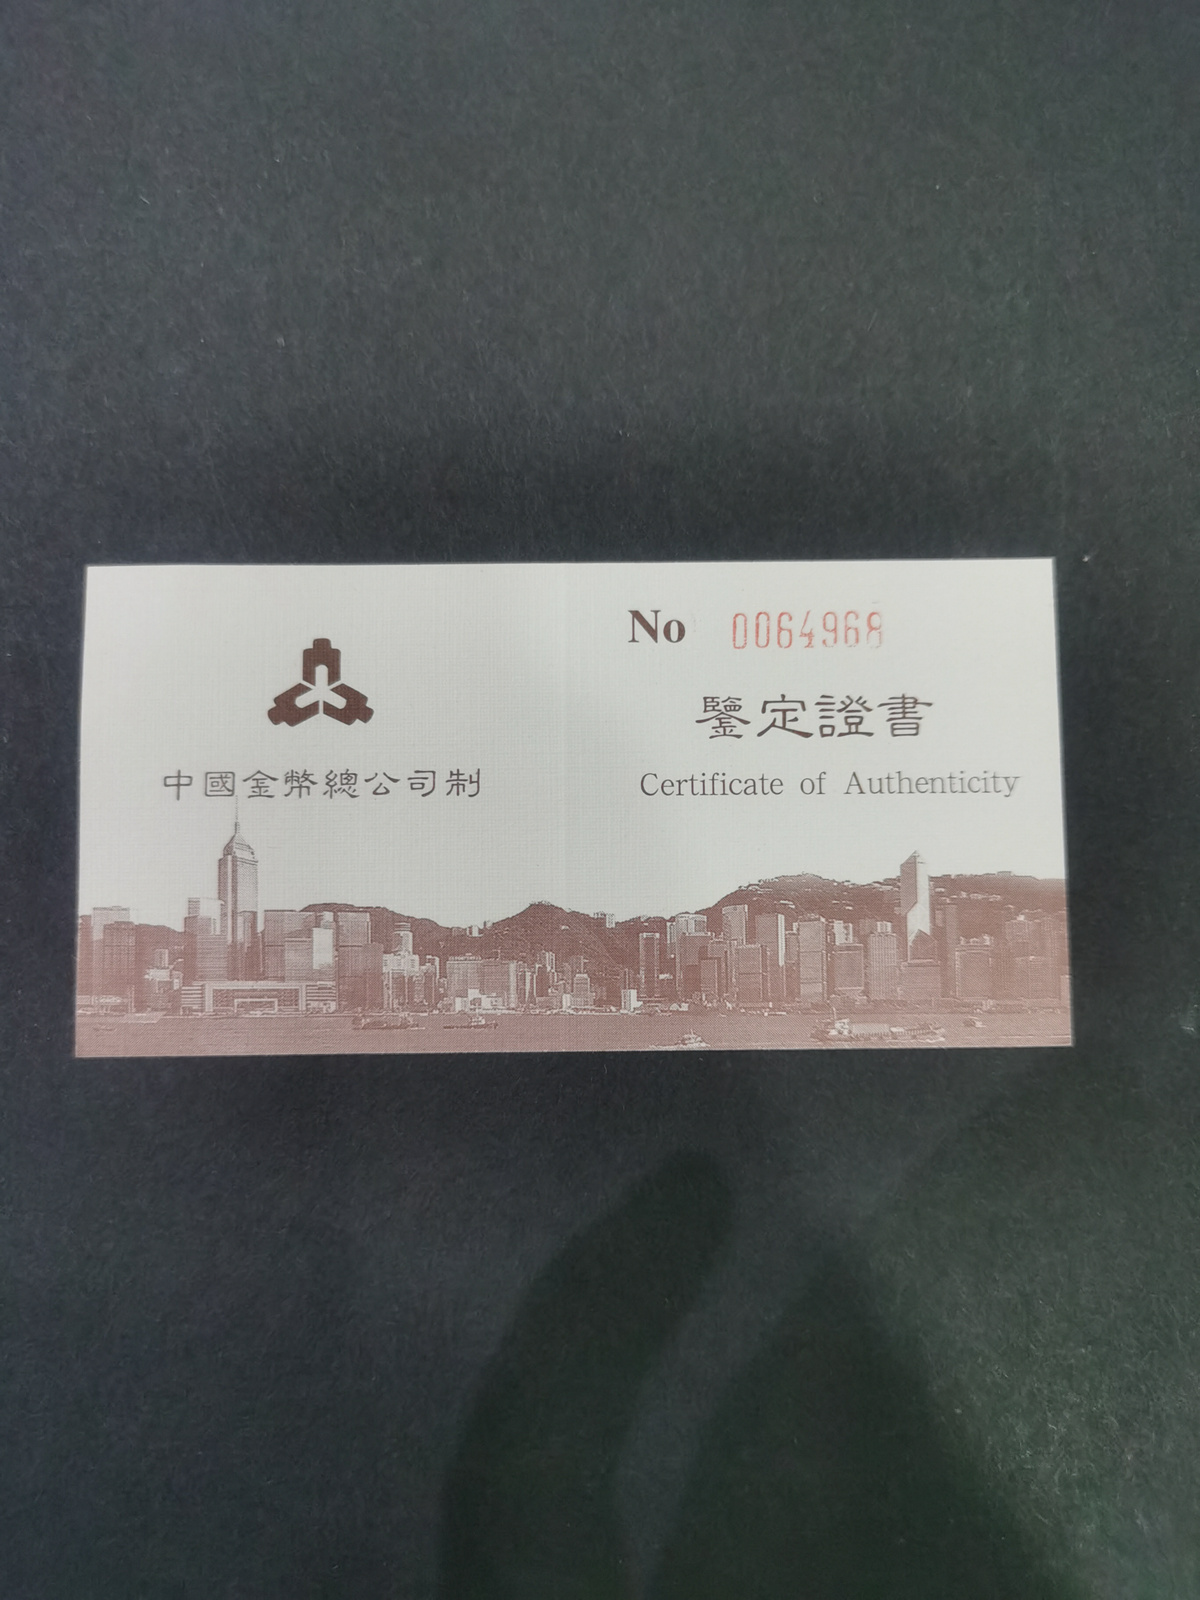 中國金幣總公司制
No 0064968
鑒定證書
Certificate of Authenticity